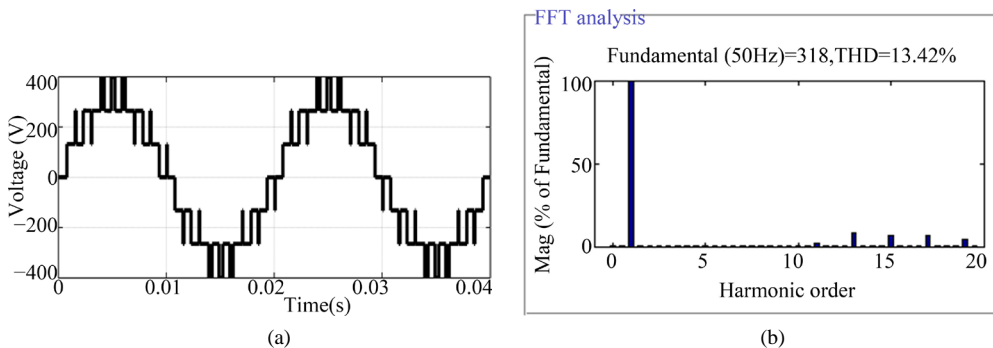 FFT analysis
Fundamental (50Hz)=318,THD=13.42%
Voltage (V)
400
200
0
−200
−400
0
0.01
0.02
0.03
0.04
Time(s)
(a)
Mag (% of Fundamental)
100
50
0
0
5
10
15
20
Harmonic order
(b)